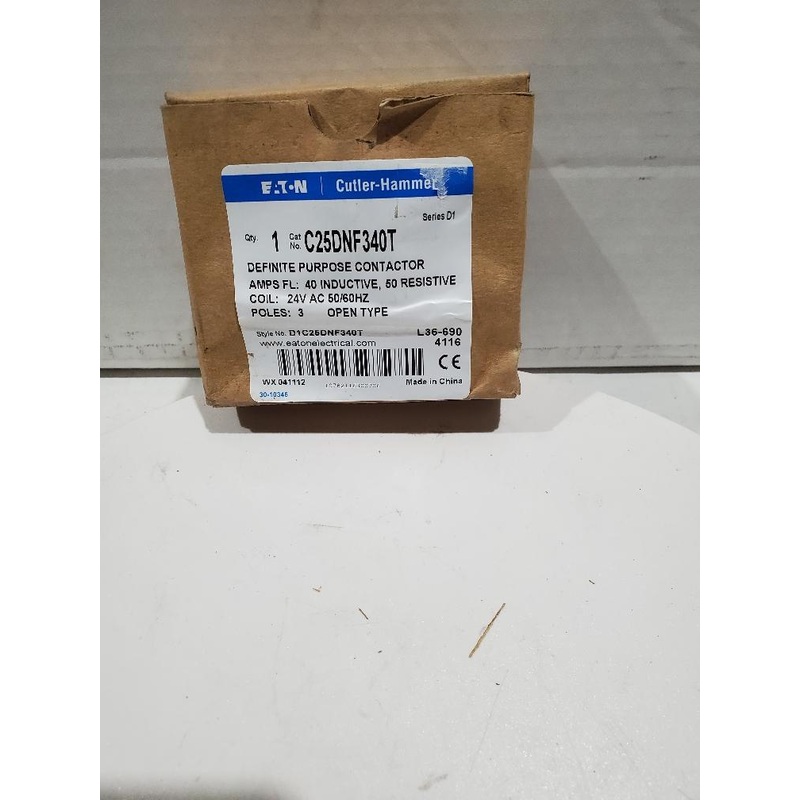 EATON Cutler-Hammer
Series D1
Qty. 1 Cat No. C25DNF340T
DEFINITE PURPOSE CONTACTOR
AMPS FL: 40 INDUCTIVE, 50 RESISTIVE
COIL: 24V AC 50/60HZ
POLES: 3 OPEN TYPE
Style No. D1C25DNF340T L36-690
www.eatonelectrical.com 4116
CE
WX 041112 Made in China
30-10345